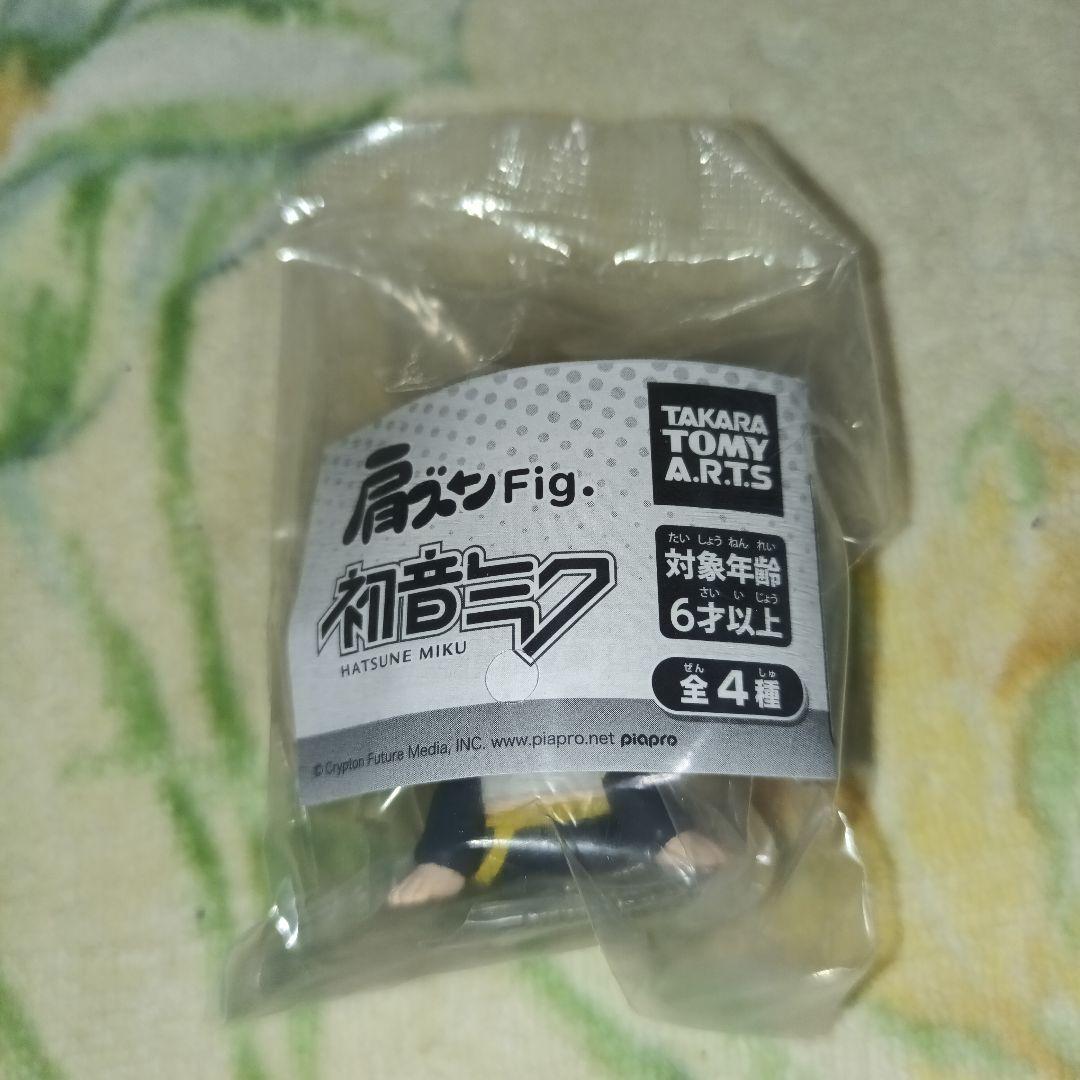 肩ズンFig.
初音ミク
HATSUNE MIKU
© Crypton Future Media, INC. www.piapro.net piapro
TAKARA
TOMY
A.R.T.S
たいしょうねんれい
対象年齢
さいいじょう
6才以上
ぜん しゅ
全4種